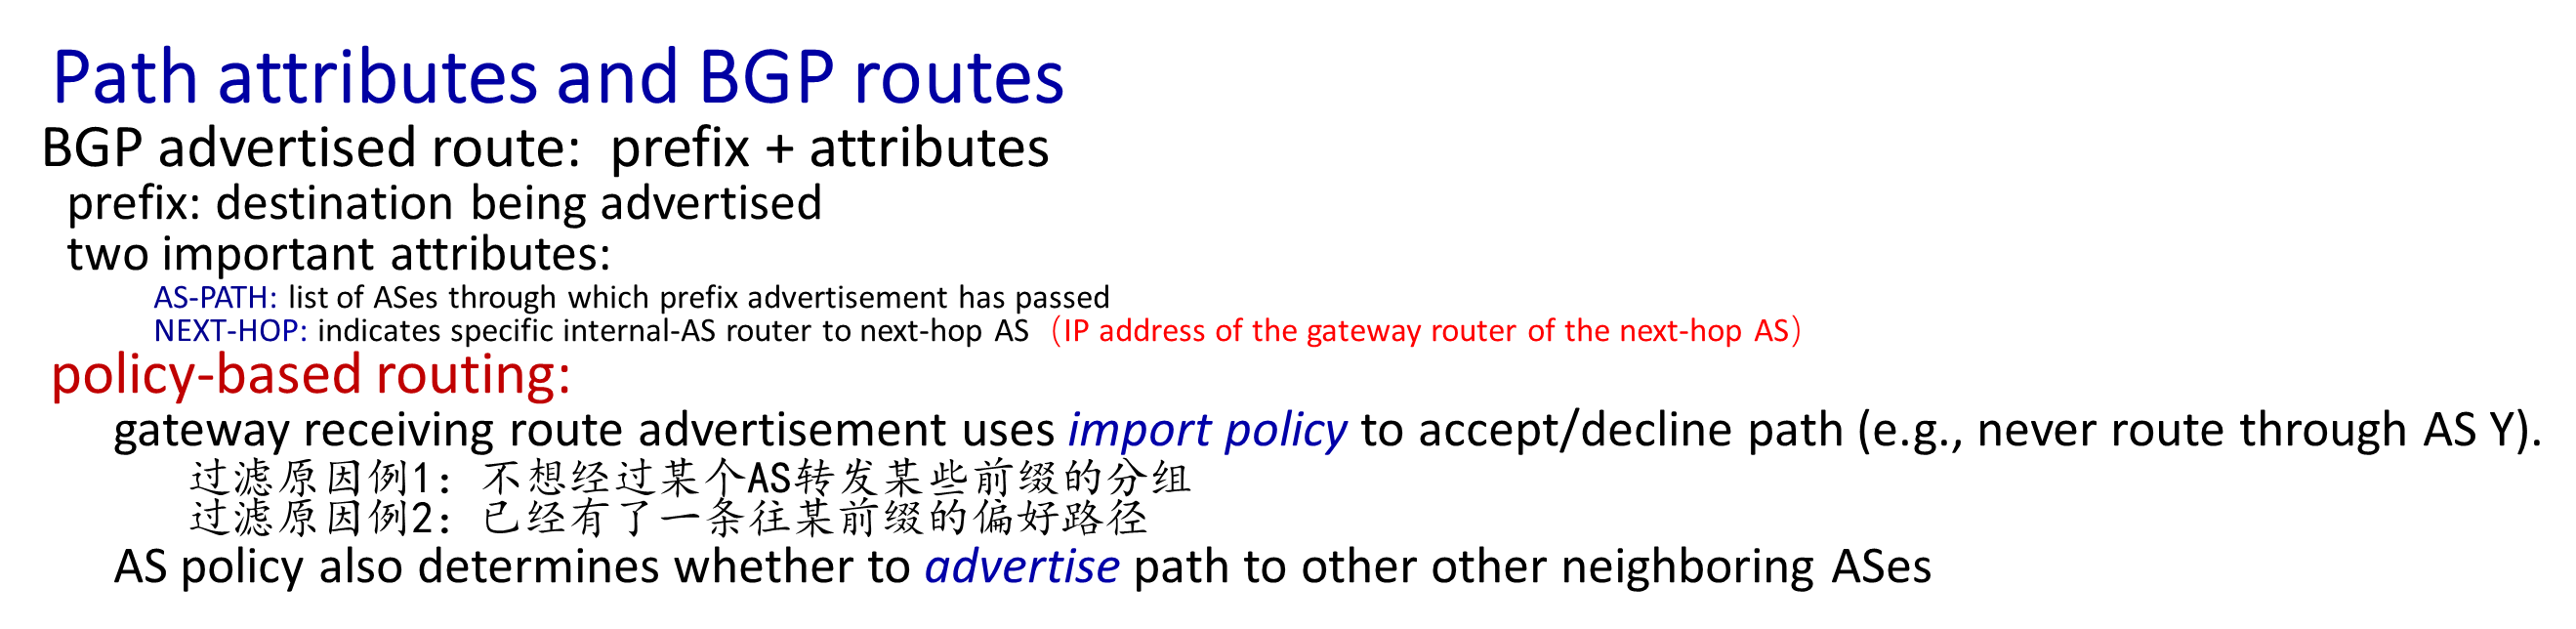 Path attributes and BGP routes
BGP advertised route:  prefix + attributes
prefix: destination being advertised
two important attributes:
AS-PATH: list of ASes through which prefix advertisement has passed
NEXT-HOP: indicates specific internal-AS router to next-hop AS（IP address of the gateway router of the next-hop AS）
policy-based routing:
gateway receiving route advertisement uses import policy to accept/decline path (e.g., never route through AS Y).
过滤原因例1：不想经过某个AS转发某些前缀的分组
过滤原因例2：已经有了一条往某前缀的偏好路径
AS policy also determines whether to advertise path to other other neighboring ASes